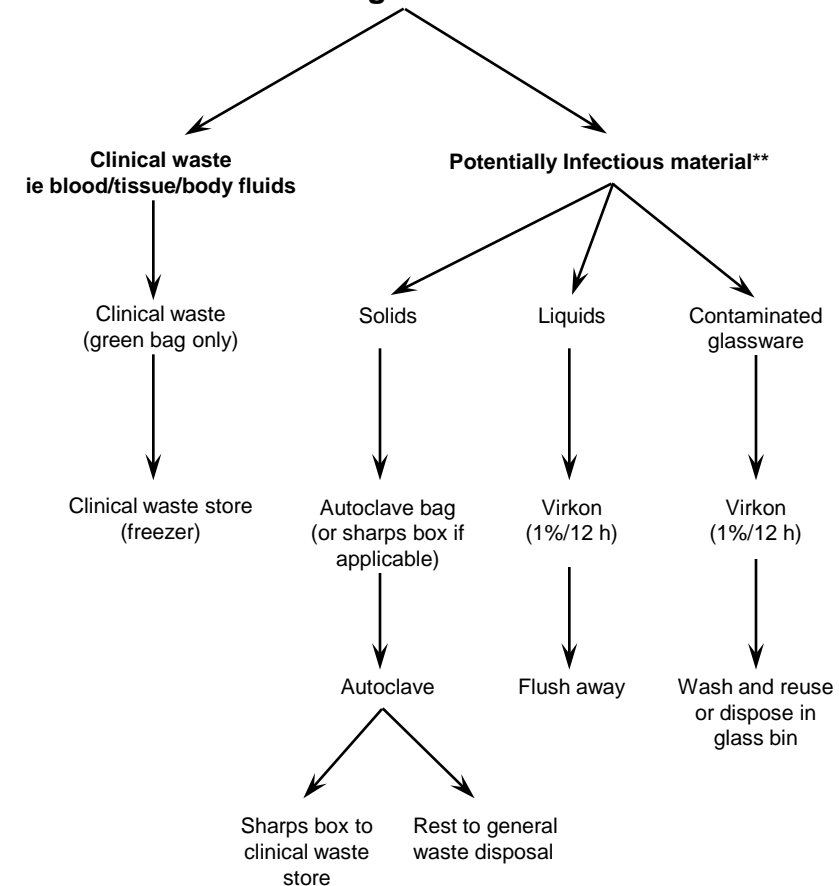 Clinical waste
ie blood/tissue/body fluids
Potentially Infectious material**
Clinical waste
(green bag only)
Solids
Liquids
Contaminated
glassware
Clinical waste store
(freezer)
Autoclave bag
(or sharps box if
applicable)
Virkon
(1%/12 h)
Virkon
(1%/12 h)
Autoclave
Flush away
Wash and reuse
or dispose in
glass bin
Sharps box to
clinical waste
store
Rest to general
waste disposal